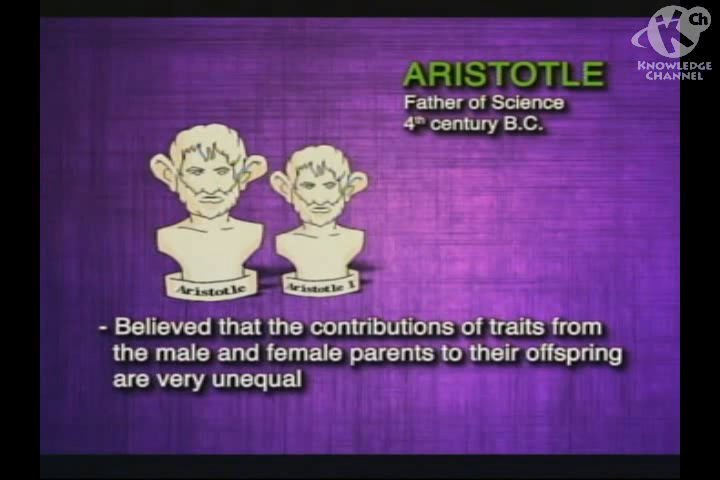 Ch
K
KNOWLEDGE
CHANNEL
ARISTOTLE
Father of Science
4th century B.C.
Aristotle
Aristotle I
- Believed that the contributions of traits from
the male and female parents to their offspring
are very unequal